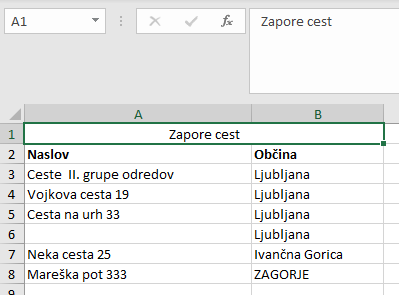 A1 fx Zapore cest
A B
1 Zapore cest
2 Naslov Občina
3 Ceste II. grupe odredov Ljubljana
4 Vojkova cesta 19 Ljubljana
5 Cesta na urh 33 Ljubljana
6 Ljubljana
7 Neka cesta 25 Ivančna Gorica
8 Mareška pot 333 ZAGORJE
9